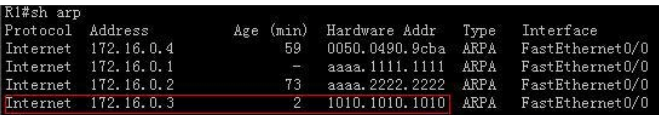 R1#sh arp
Protocol Address Age (min) Hardware Addr Type Interface
Internet 172.16.0.4 59 0050.0490.9cba ARPA FastEthernet0/0
Internet 172.16.0.1 - aaaa.1111.1111 ARPA FastEthernet0/0
Internet 172.16.0.2 73 aaaa.2222.2222 ARPA FastEthernet0/0
Internet 172.16.0.3 2 1010.1010.1010 ARPA FastEthernet0/0